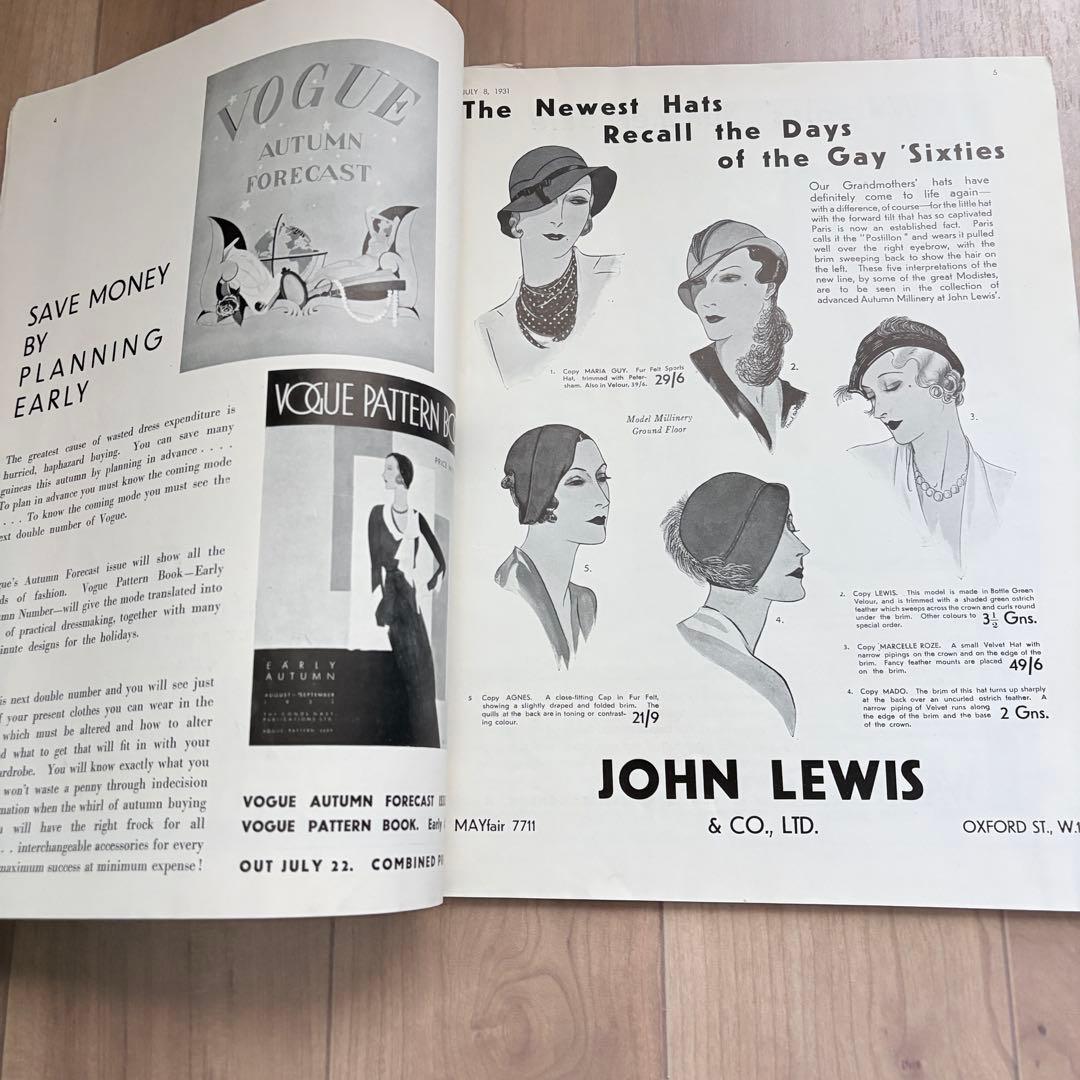 4
VOGUE
AUTUMN
FORECAST
SAVE MONEY
BY
PLANNING
EARLY
The greatest cause of wasted dress expenditure is
hurried, haphazard buying. You can save many
guineas this autumn by planning in advance . . .
To plan in advance you must know the coming mode
. . . . To know the coming mode you must see the
ext double number of Vogue.
gue's Autumn Forecast issue will show all the
ds of fashion. Vogue Pattern Book—Early
mn Number—will give the mode translated into
of practical dressmaking, together with many
inute designs for the holidays.
is next double number and you will see just
f your present clothes you can wear in the
which must be altered and how to alter
d what to get that will fit in with your
ardrobe. You will know exactly what you
won't waste a penny through indecision
mation when the whirl of autumn buying
u will have the right frock for all
. . interchangeable accessories for every
maximum success at minimum expense!
VOGUE PATTERN BO
PRICE
EARLY
AUTUMN
AUGUST-SEPTEMBER
1931
THE CONDE NAST
PUBLICATIONS LTD
VOGUE AUTUMN FORECAST
VOGUE PATTERN BOOK. Early
OUT JULY 22. COMBINED P
JULY 8, 1931
5
The Newest Hats
Recall the Days
of the Gay 'Sixties
Our Grandmothers' hats have
definitely come to life again—
with a difference, of course—for the little hat
with the forward tilt that has so captivated
Paris is now an established fact. Paris
calls it the "Postillon" and wears it pulled
well over the right eyebrow, with the
brim sweeping back to show the hair on
the left. These five interpretations of the
new line, by some of the great Modistes,
are to be seen in the collection of
advanced Autumn Millinery at John Lewis'.
1. Copy MARIA GUY. Fur Felt Sports
Hat, trimmed with Peter-
sham. Also in Velour, 39/6. 29/6
2.
3.
Model Millinery
Ground Floor
5.
4.
2. Copy LEWIS. This model is made in Bottle Green
Velour, and is trimmed with a shaded green ostrich
feather which sweeps across the crown and curls round
under the brim. Other colours to
special order. 3½ Gns.
3. Copy MARCELLE ROZE. A small Velvet Hat with
narrow pipings on the crown and on the edge of the
brim. Fancy feather mounts are placed
on the brim. 49/6
4. Copy MADO. The brim of this hat turns up sharply
at the back over an uncurled ostrich feather. A
narrow piping of Velvet runs along
the edge of the brim and the base
of the crown. 2 Gns.
5 Copy AGNES. A close-fitting Cap in Fur Felt,
showing a slightly draped and folded brim. The
quills at the back are in toning or contrast-
ing colour. 21/9
JOHN LEWIS
MAYfair 7711 & CO., LTD. OXFORD ST., W.1